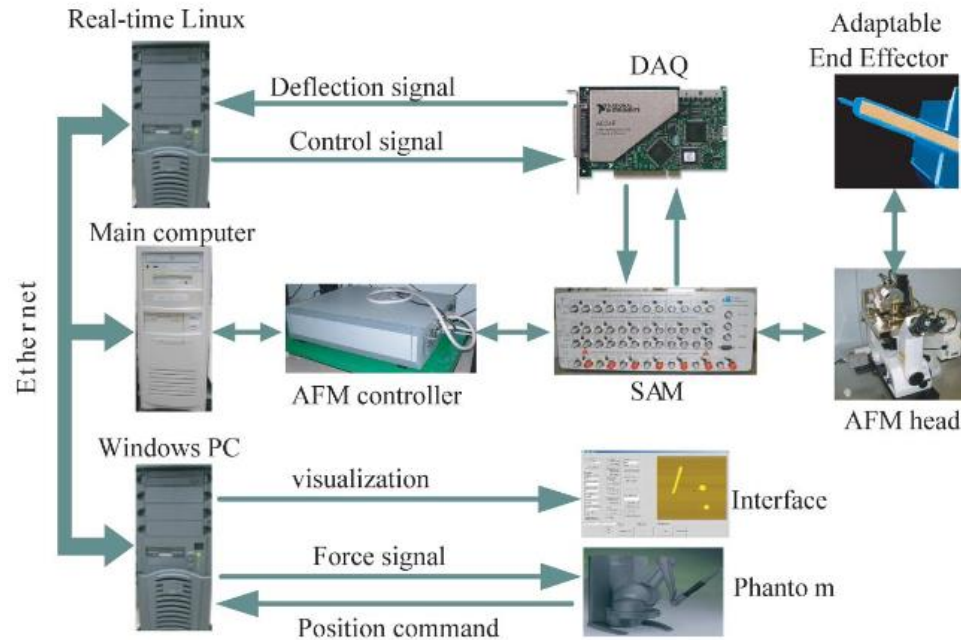 Real-time Linux
Adaptable
End Effector
DAQ
Deflection signal
Control signal
Main computer
Ethernet
AFM controller
SAM
AFM head
Windows PC
visualization
Interface
Force signal
Phanto m
Position command